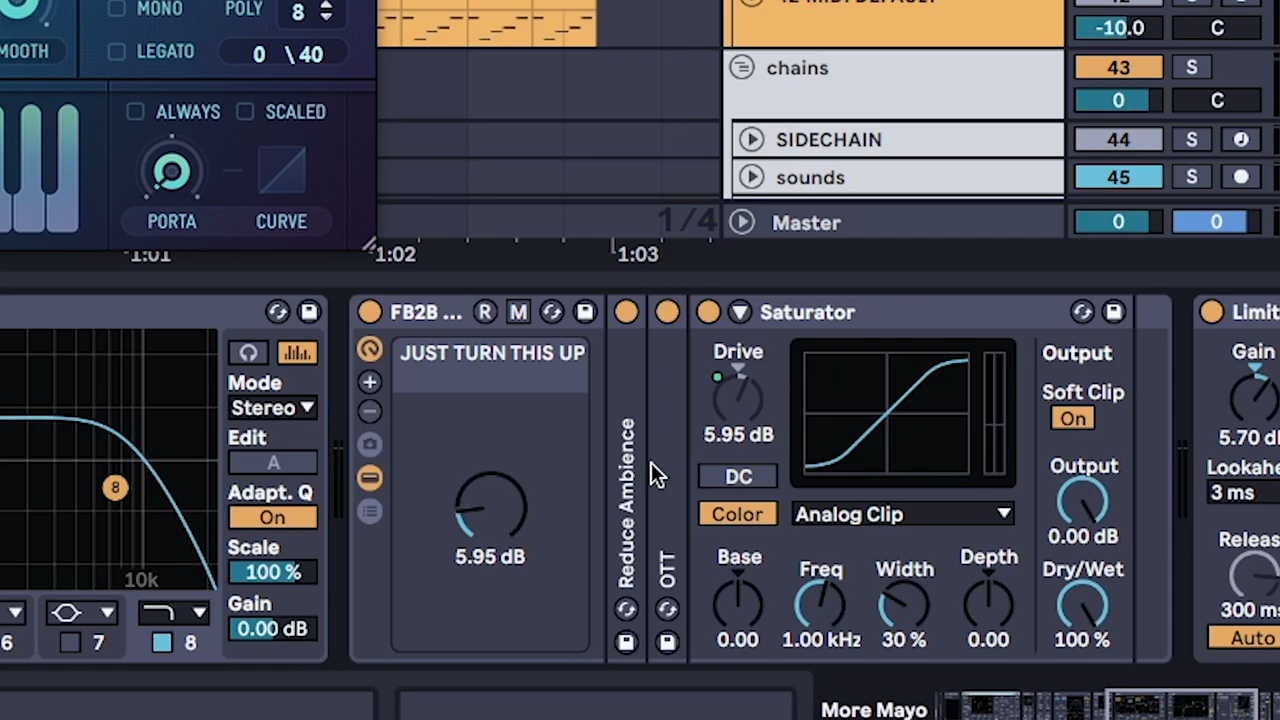 MONO
POLY
8
LEGATO
0 \ 40
ALWAYS
SCALED
PORTA
CURVE
-10.0
C
chains
43
S
0
C
SIDECHAIN
44
S
sounds
45
S
1/4
Master
0
0
1:01
1:02
1:03
Mode
Stereo
Edit
A
Adapt. Q
On
Scale
100 %
Gain
0.00 dB
8
10k
6
7
8
FB2B ...
R
M
JUST TURN THIS UP
5.95 dB
Reduce Ambience
OTT
Saturator
Drive
5.95 dB
DC
Color
Analog Clip
Base
0.00
Freq
1.00 kHz
Width
30 %
Depth
0.00
Output
Soft Clip
On
Output
0.00 dB
Dry/Wet
100 %
Limit
Gain
5.70 d
Lookahe
3 ms
Releas
300 m
Auto
More Mayo